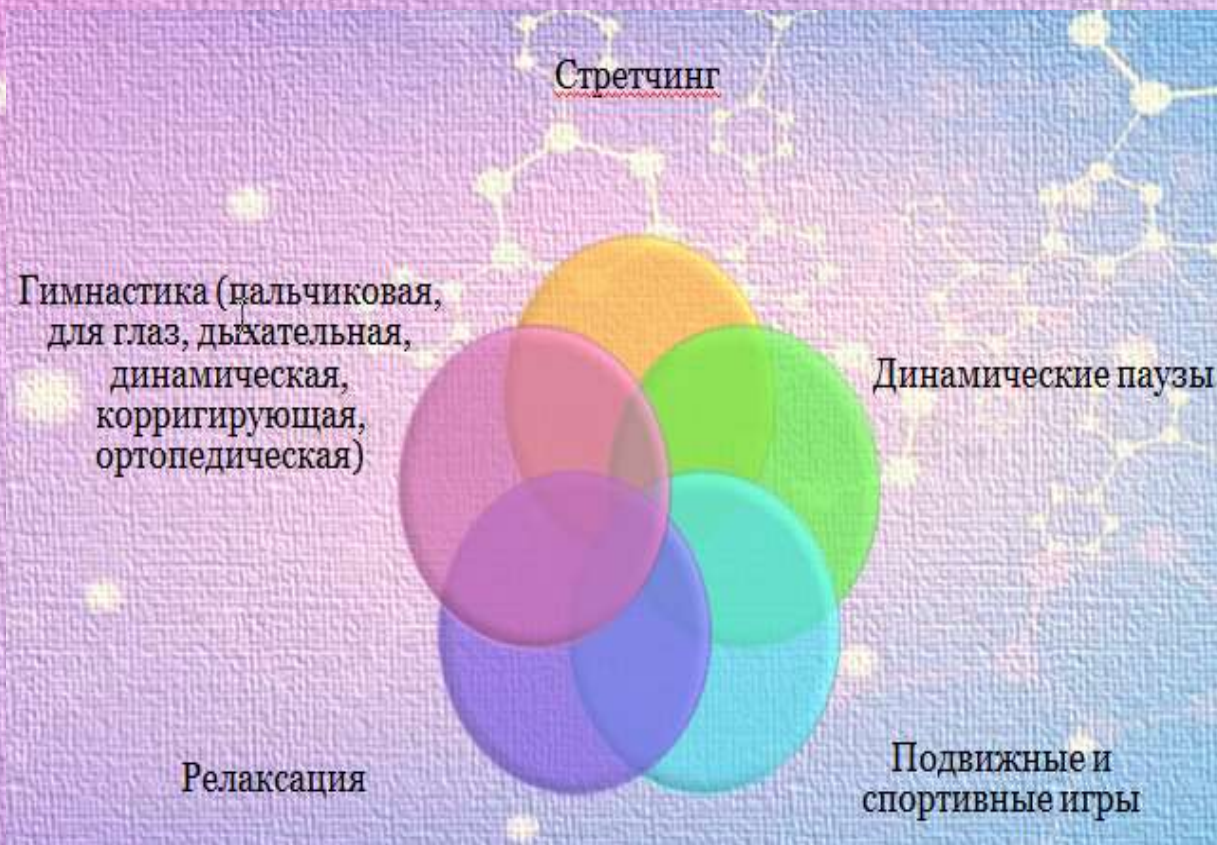 Стретчинг
Гимнастика (пальчиковая,
для глаз, дыхательная,
динамическая,
корригирующая,
ортопедическая)
Динамические паузы
Релаксация
Подвижные и
спортивные игры